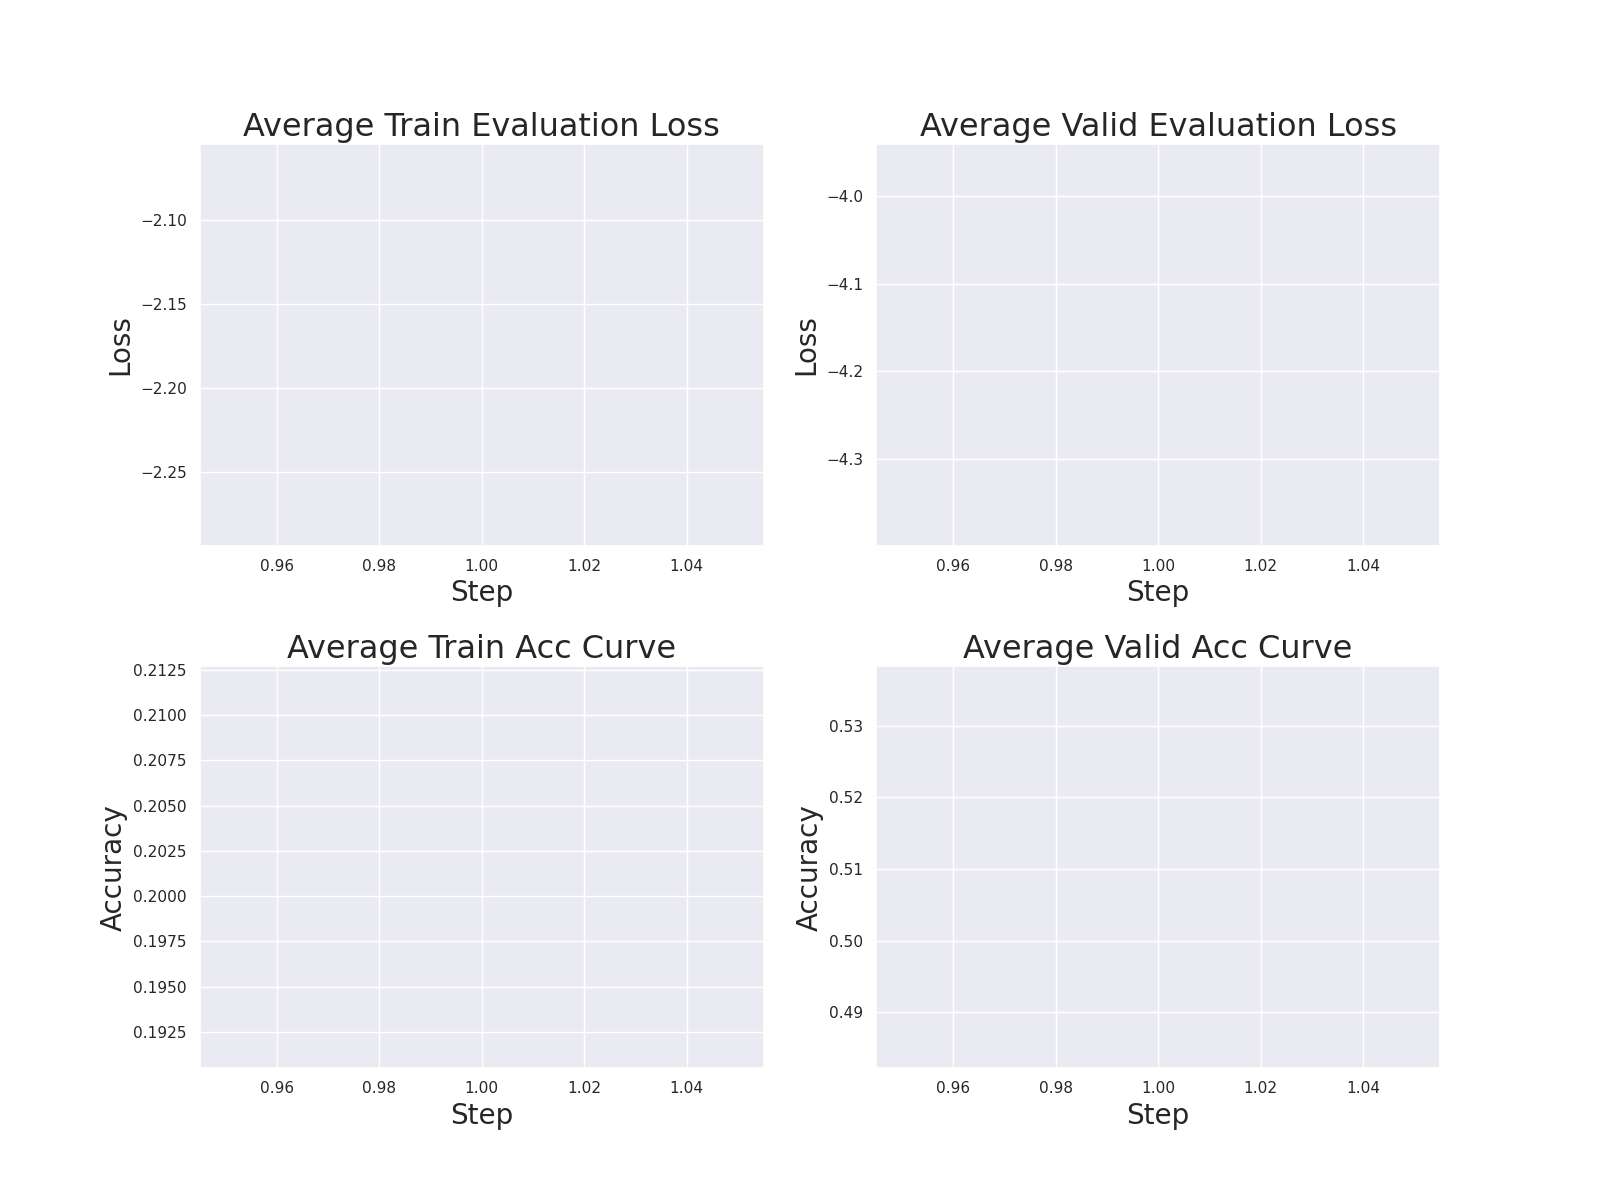 Average Train Evaluation Loss
−2.10
−2.15
−2.20
−2.25
Loss
0.96 0.98 1.00 1.02 1.04
Step
Average Valid Evaluation Loss
−4.0
−4.1
−4.2
−4.3
Loss
0.96 0.98 1.00 1.02 1.04
Step
Average Train Acc Curve
0.2125
0.2100
0.2075
0.2050
0.2025
0.2000
0.1975
0.1950
0.1925
Accuracy
0.96 0.98 1.00 1.02 1.04
Step
Average Valid Acc Curve
0.53
0.52
0.51
0.50
0.49
Accuracy
0.96 0.98 1.00 1.02 1.04
Step